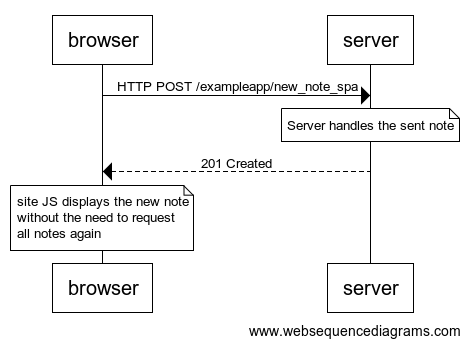 browser
server
HTTP POST /exampleapp/new_note_spa
Server handles the sent note
201 Created
site JS displays the new note
without the need to request
all notes again
browser
server
www.websequencediagrams.com